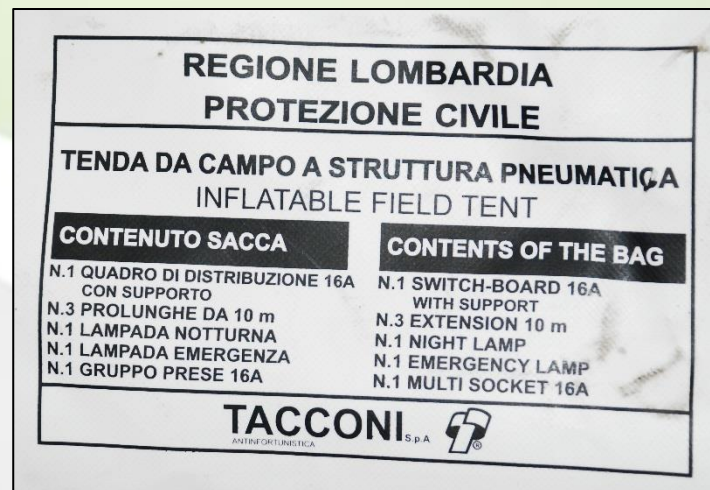 REGIONE LOMBARDIA
PROTEZIONE CIVILE
TENDA DA CAMPO A STRUTTURA PNEUMATICA
INFLATABLE FIELD TENT
CONTENUTO SACCA
N.1 QUADRO DI DISTRIBUZIONE 16A
CON SUPPORTO
N.3 PROLUNGHE DA 10 m
N.1 LAMPADA NOTTURNA
N.1 LAMPADA EMERGENZA
N.1 GRUPPO PRESE 16A
CONTENTS OF THE BAG
N.1 SWITCH-BOARD 16A
WITH SUPPORT
N.3 EXTENSION 10 m
N.1 NIGHT LAMP
N.1 EMERGENCY LAMP
N.1 MULTI SOCKET 16A
TACCONI S.p.A. ®
ANTINFORTUNISTICA